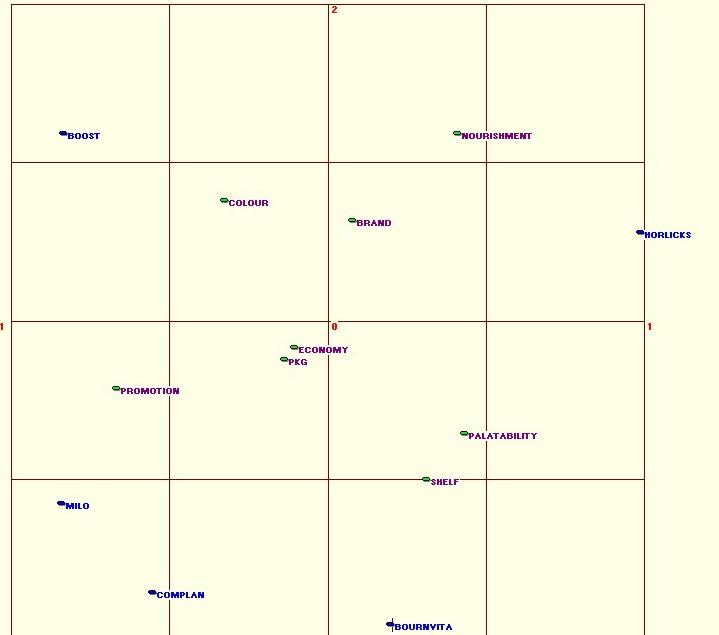 2
BOOST
NOURISHMENT
COLOUR
BRAND
HORLICKS
1
0
1
ECONOMY
PKG
PROMOTION
PALATABILITY
SHELF
MILO
COMPLAN
BOURNVITA